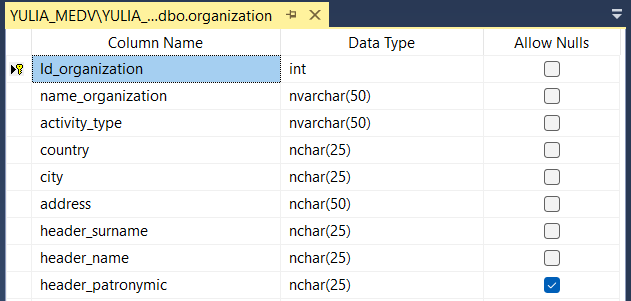 YULIA_MEDV\YULIA_...dbo.organization
Column Name Data Type Allow Nulls
Id_organization int
name_organization nvarchar(50)
activity_type nvarchar(50)
country nchar(25)
city nchar(25)
address nchar(50)
header_surname nchar(25)
header_name nchar(25)
header_patronymic nchar(25)